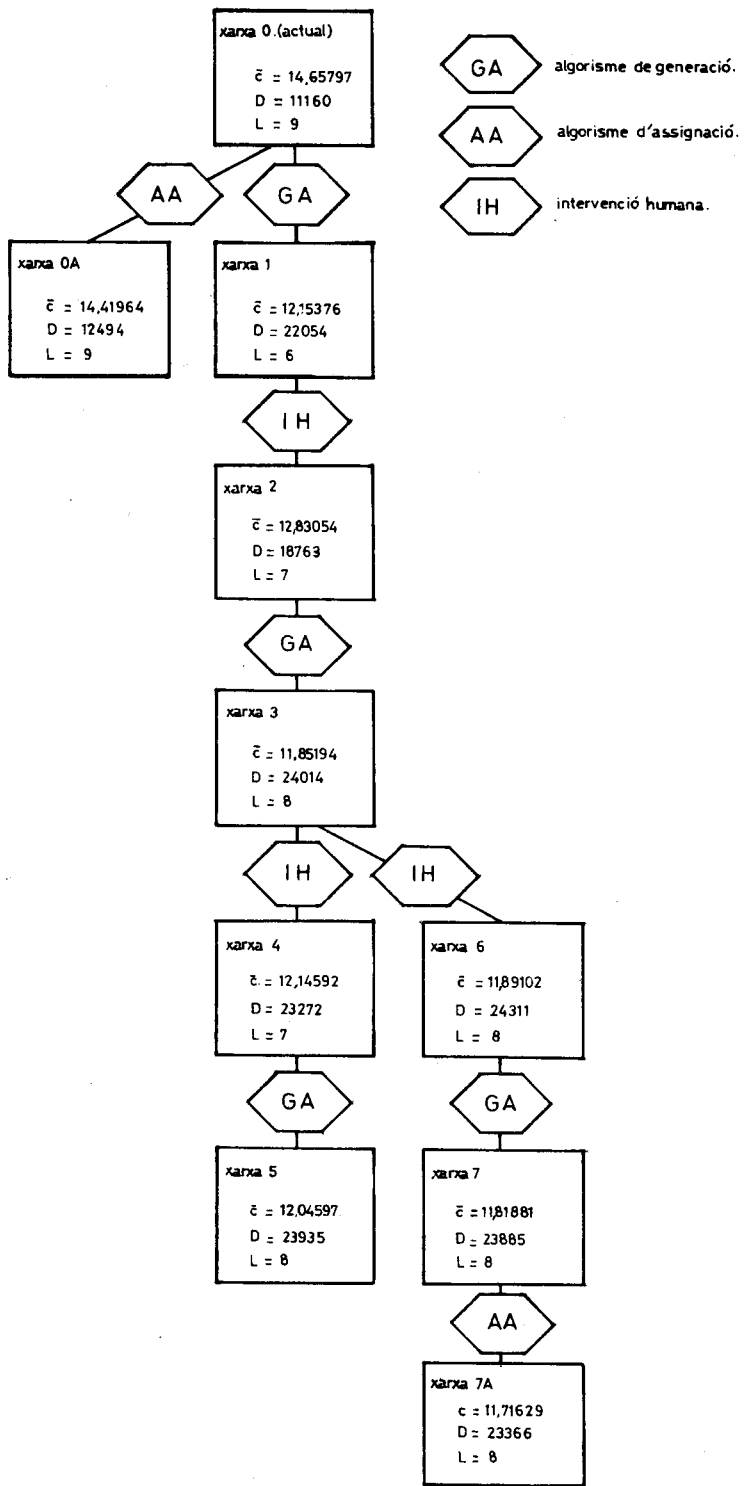 xarxa 0.(actual)
c̄ = 14,65797
D = 11160
L = 9
GA
algorisme de generació.
AA
algorisme d'assignació.
IH
intervenció humana.
AA
GA
xarxa 0A
c̄ = 14,41964
D = 12494
L = 9
xarxa 1
c̄ = 12,15376
D = 22054
L = 6
IH
xarxa 2
c̄ = 12,83054
D = 18763
L = 7
GA
xarxa 3
c̄ = 11,85194
D = 24014
L = 8
IH
IH
xarxa 4
c̄ = 12,14592
D = 23272
L = 7
xarxa 6
c̄ = 11,89102
D = 24311
L = 8
GA
GA
xarxa 5
c̄ = 12,04597
D = 23935
L = 8
xarxa 7
c̄ = 11,81881
D = 23885
L = 8
AA
xarxa 7A
c = 11,71629
D = 23366
L = 8